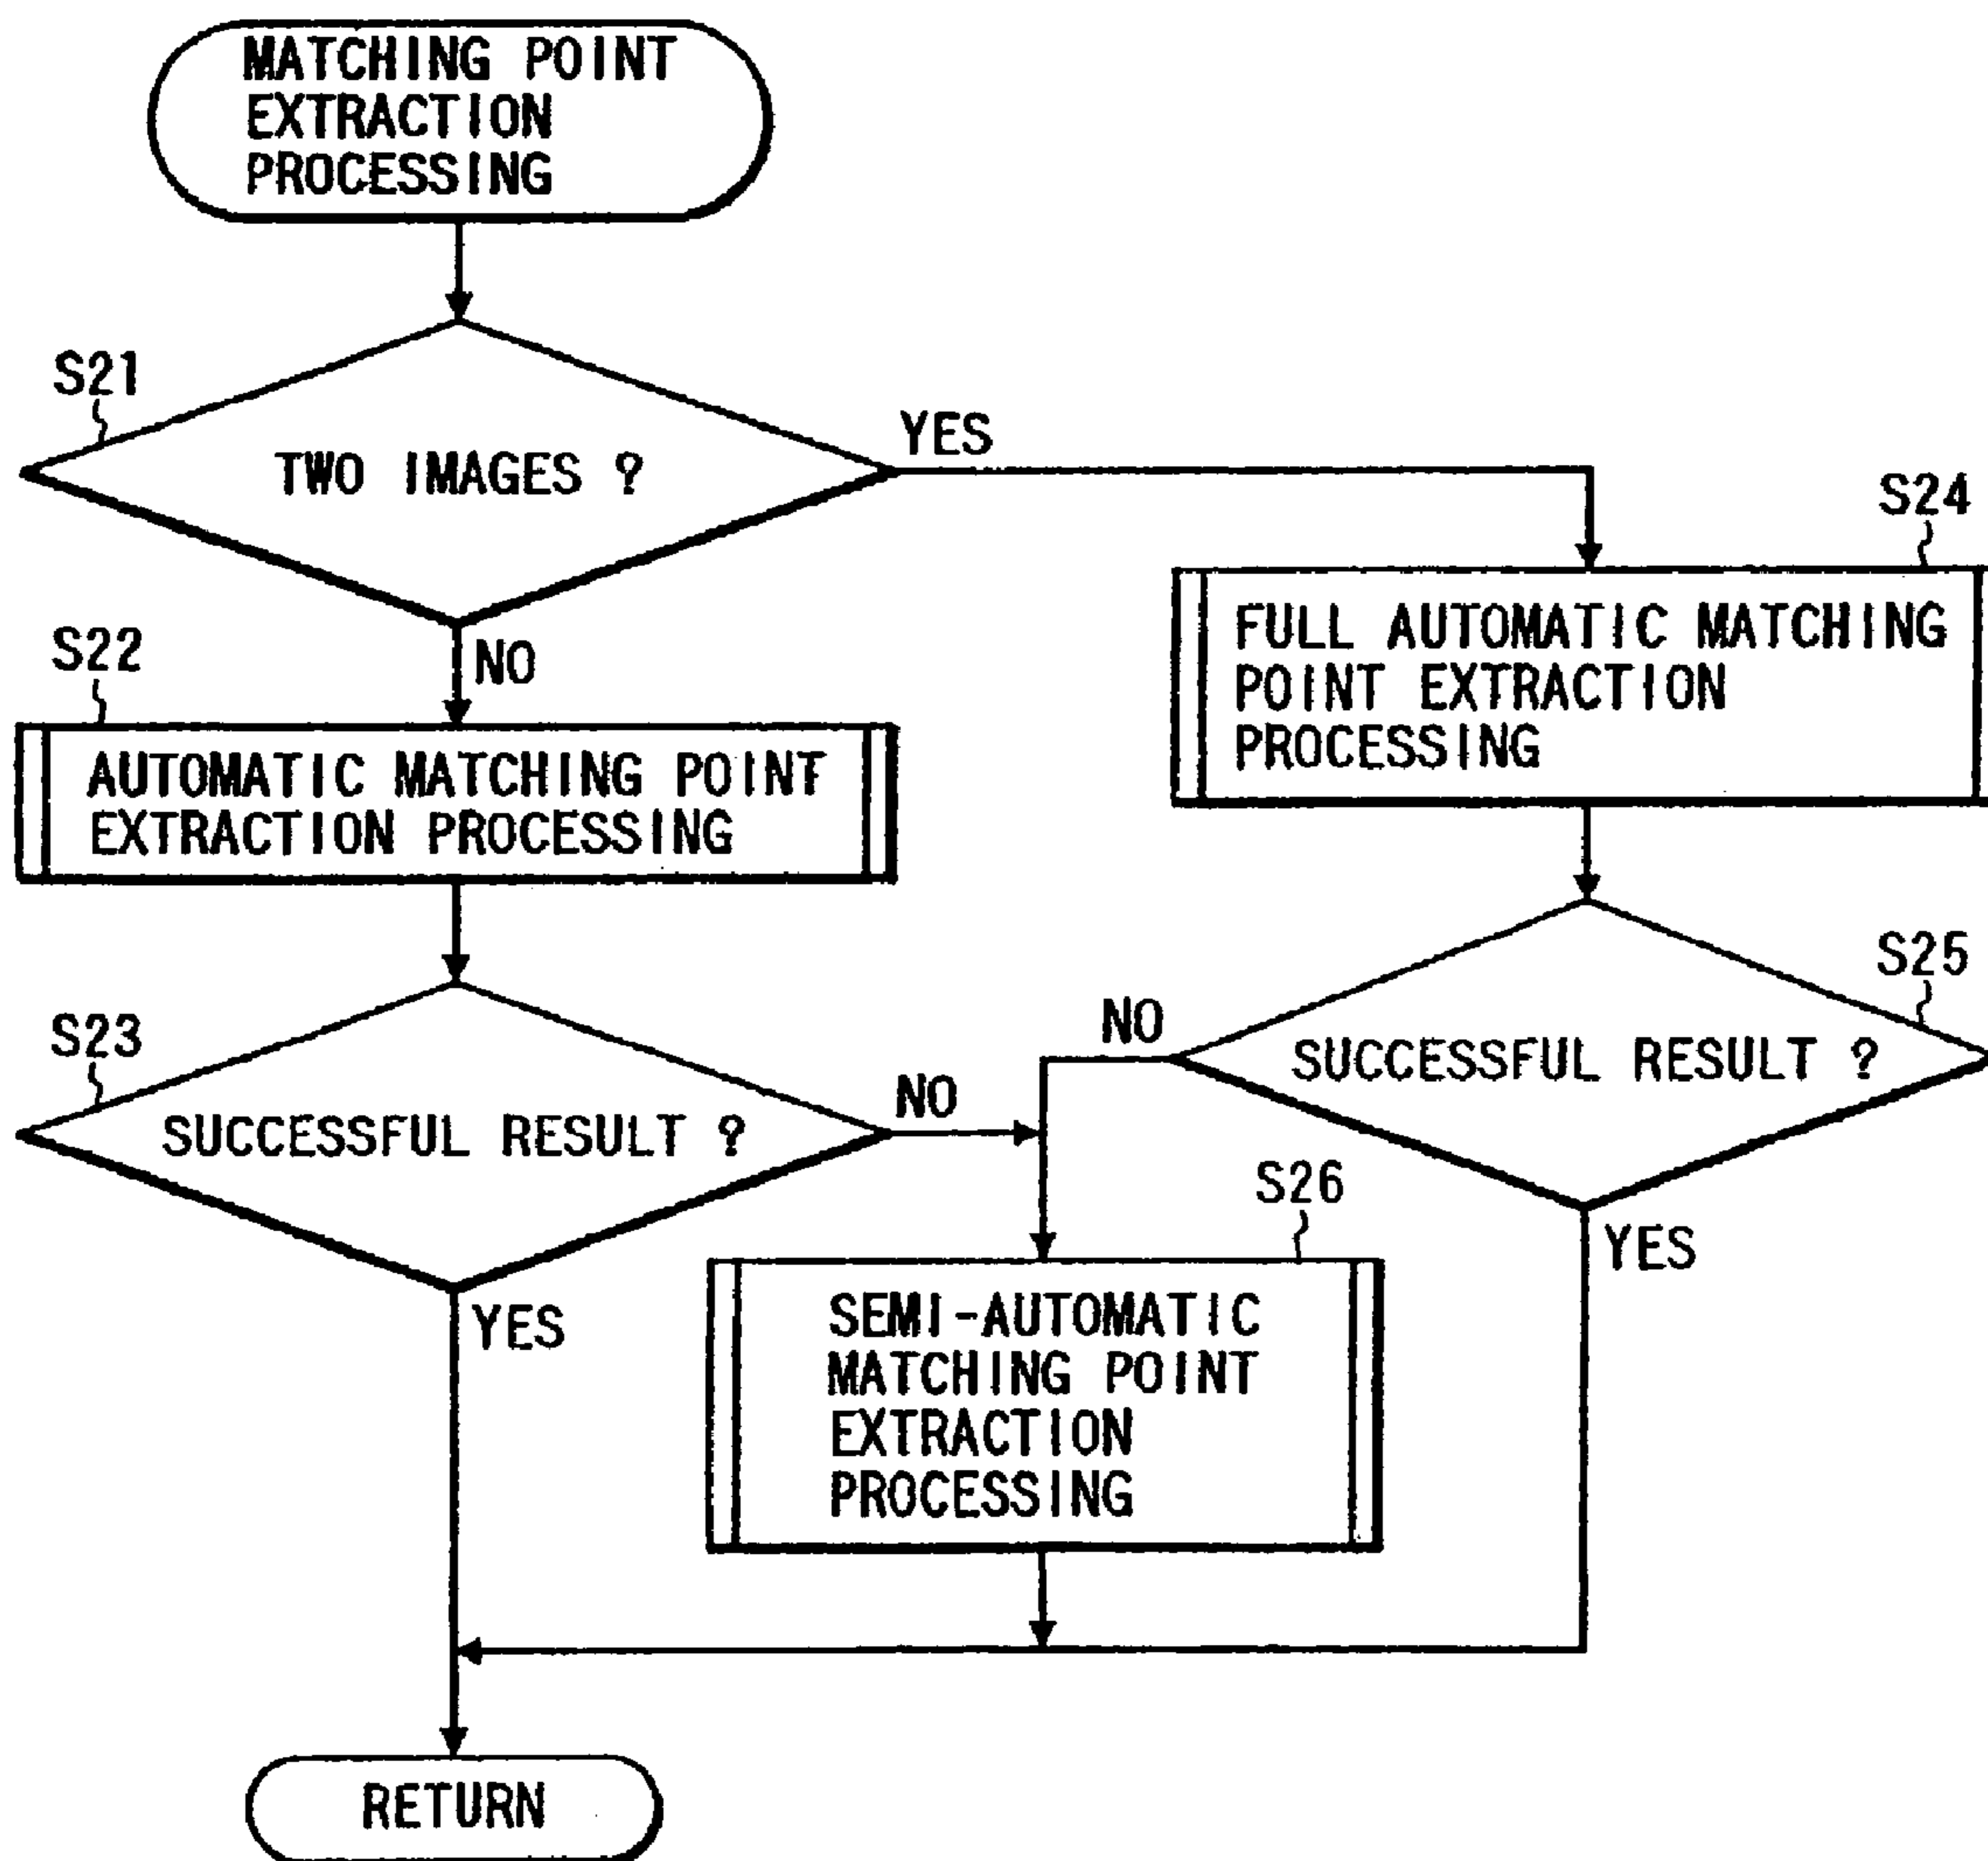 MATCHING POINT
EXTRACTION
PROCESSING
S21
TWO IMAGES ?
YES
NO
S22
AUTOMATIC MATCHING POINT
EXTRACTION PROCESSING
S23
SUCCESSFUL RESULT ?
NO
YES
S24
FULL AUTOMATIC MATCHING
POINT EXTRACTION
PROCESSING
S25
SUCCESSFUL RESULT ?
NO
YES
S26
SEMI-AUTOMATIC
MATCHING POINT
EXTRACTION
PROCESSING
RETURN